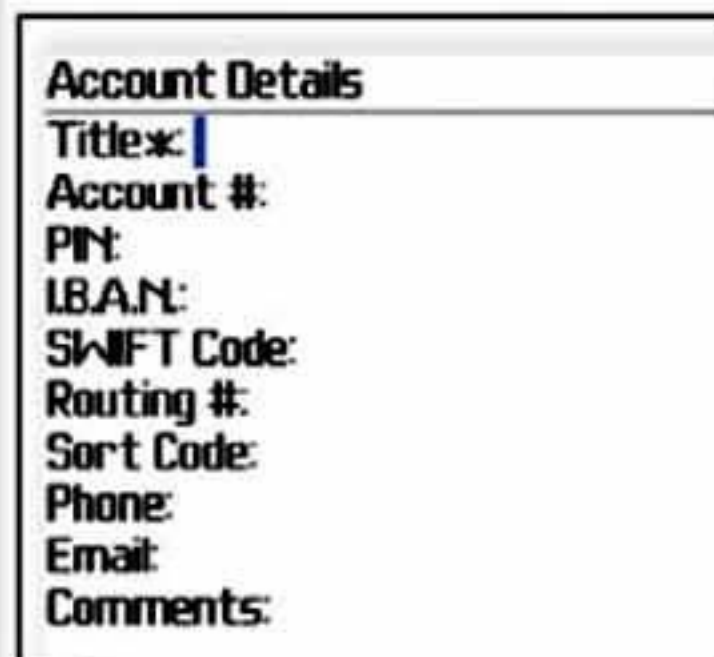 Account Details
Title*:
Account #:
PIN:
I.B.A.N.:
SWIFT Code:
Routing #:
Sort Code:
Phone:
Email:
Comments: